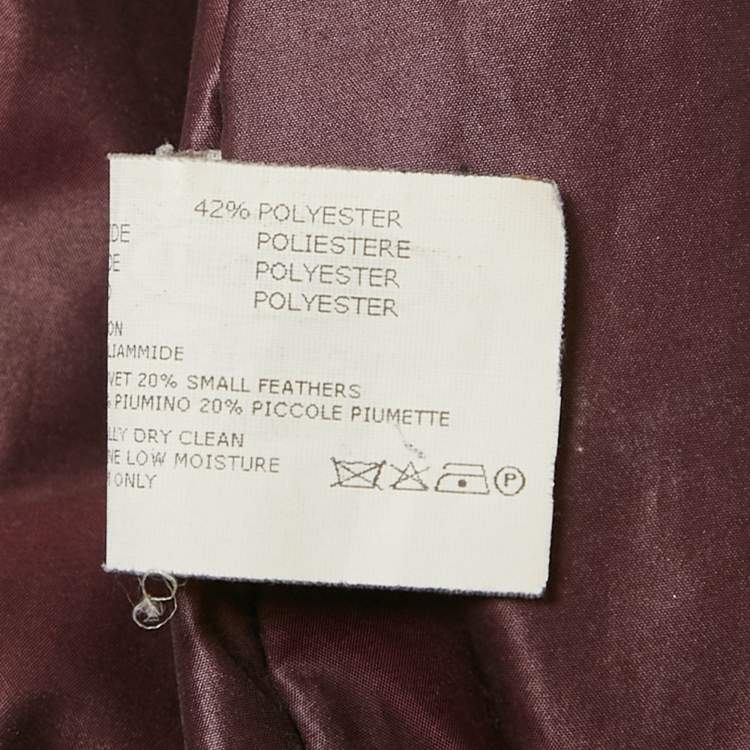 42% POLYESTER
DE POLIESTERE
DE POLYESTER
POLYESTER
ON
LIAMMIDE
VET 20% SMALL FEATHERS
% PIUMINO 20% PICCOLE PIUMETTE
LLY DRY CLEAN
NE LOW MOISTURE
ONLY
P